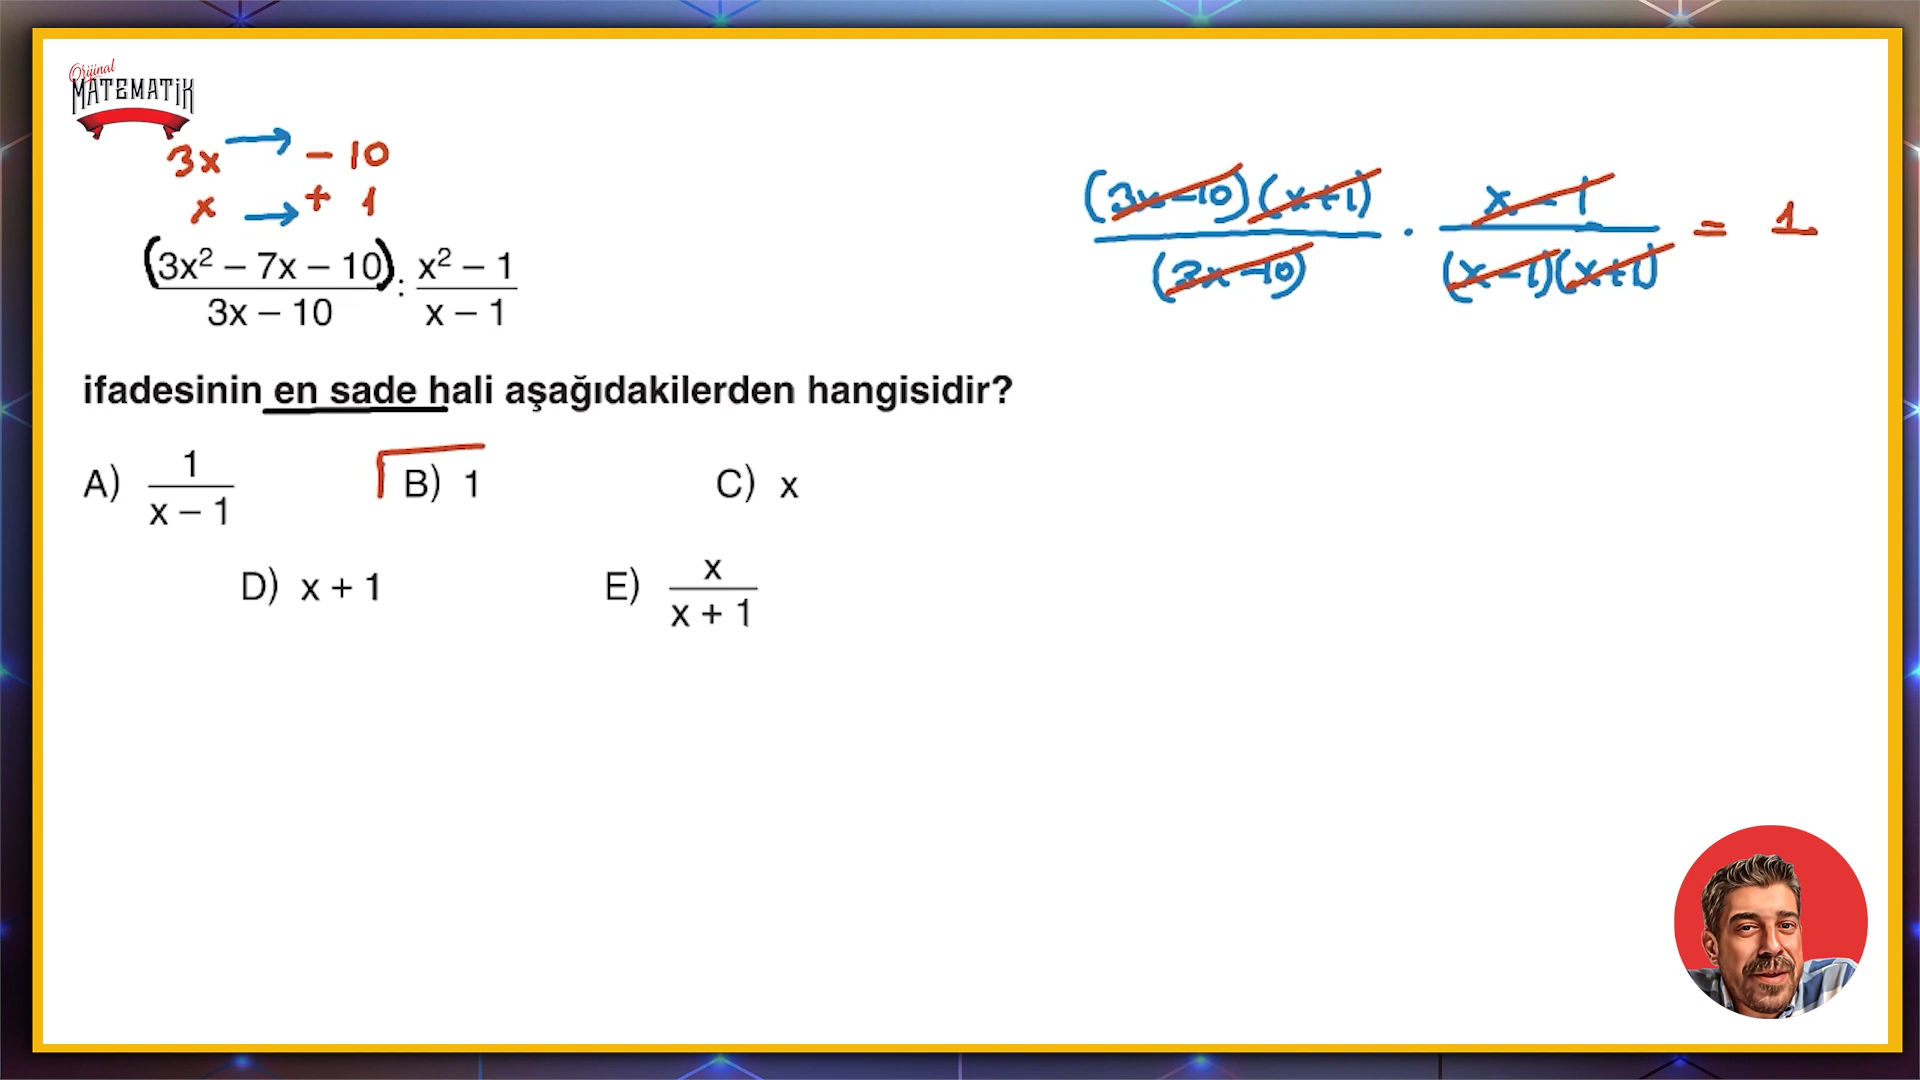 Orijinal
MATEMATİK
3x → − 10
x → + 1
(3x² − 7x − 10) / 3x − 10 : x² − 1 / x − 1
ifadesinin en sade hali aşağıdakilerden hangisidir?
A) 1 / x − 1 B) 1 C) x
D) x + 1 E) x / x + 1
(3x−10)(x+1) / (3x−10) · x−1 / (x−1)(x+1) = 1